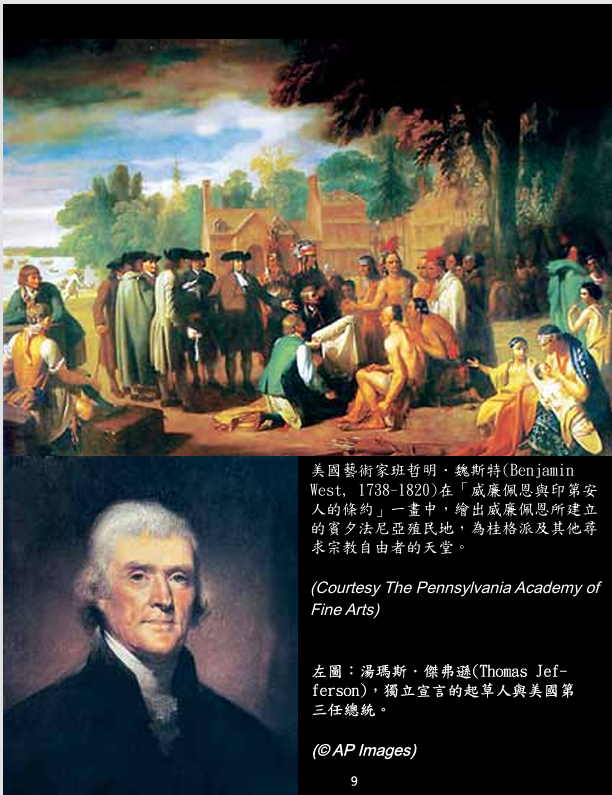 美國藝術家班哲明．魏斯特(Benjamin
West, 1738-1820)在「威廉佩恩與印第安
人的條約」一畫中，繪出威廉佩恩所建立
的賓夕法尼亞殖民地，為桂格派及其他尋
求宗教自由者的天堂。
(Courtesy The Pennsylvania Academy of
Fine Arts)
左圖：湯瑪斯．傑弗遜(Thomas Jef-
ferson)，獨立宣言的起草人與美國第
三任總統。
(© AP Images)
9